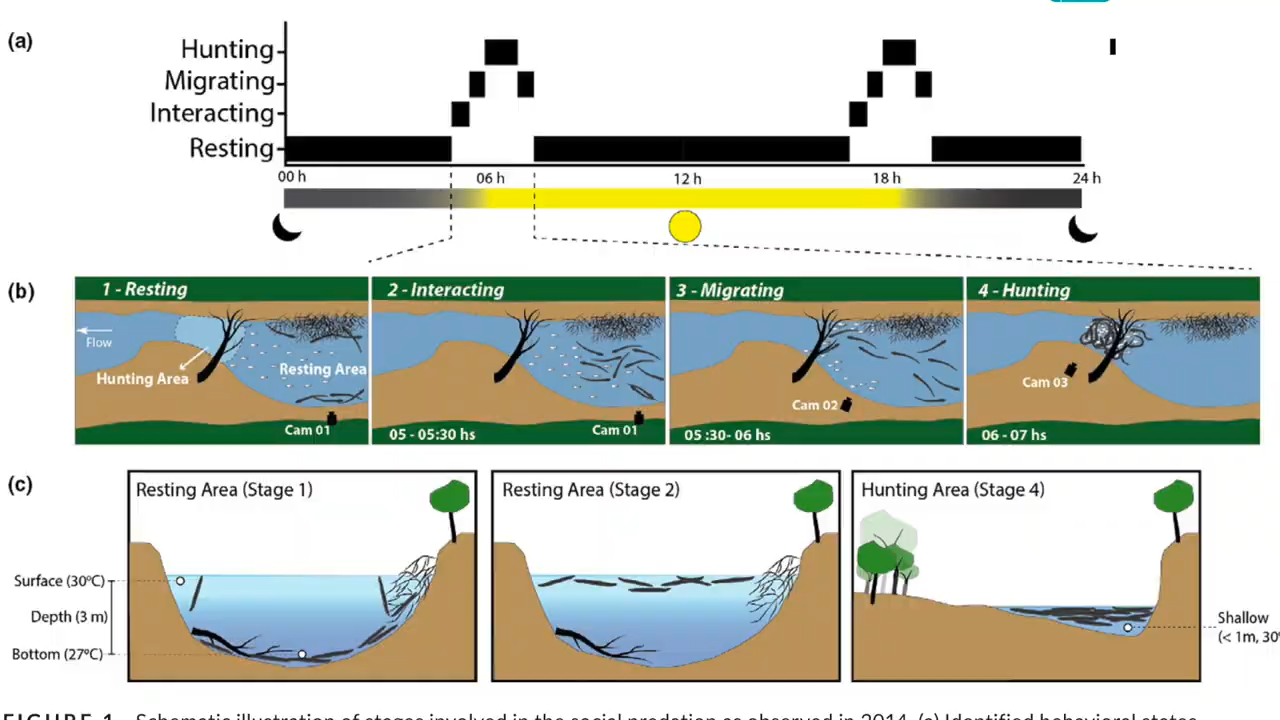 (a)
Hunting
Migrating
Interacting
Resting
00 h 06 h 12 h 18 h 24 h
(b)
1 - Resting
Flow
Hunting Area
Resting Area
Cam 01
2 - Interacting
05 - 05:30 hs
Cam 01
3 - Migrating
Cam 02
05 :30- 06 hs
4 - Hunting
Cam 03
06 - 07 hs
(c)
Resting Area (Stage 1)
Surface (30ºC)
Depth (3 m)
Bottom (27ºC)
Resting Area (Stage 2)
Hunting Area (Stage 4)
Shallow
(< 1m, 30º
FIGURE 1 Schematic illustration of stages involved in the social predation as observed in 2014. (a) Identified behavioral states